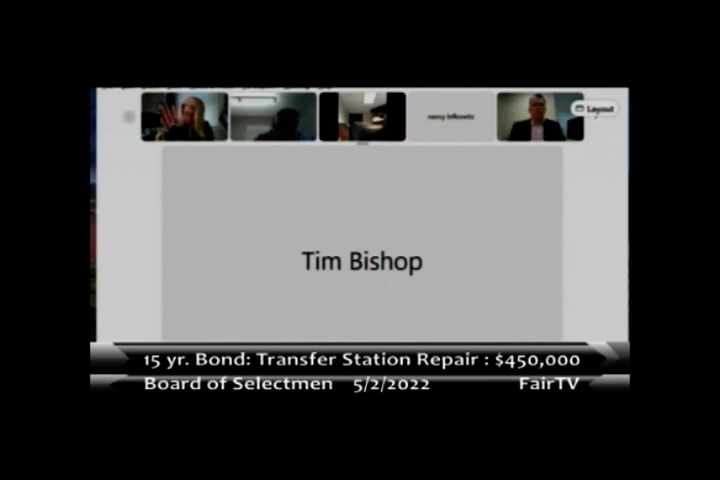 Layout
Tim Bishop
15 yr. Bond: Transfer Station Repair : $450,000
Board of Selectmen 5/2/2022 FairTV